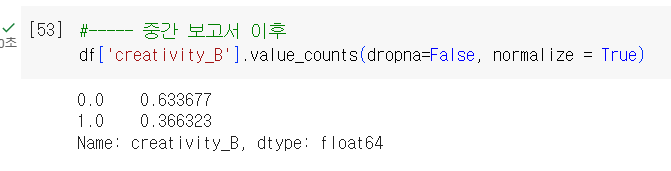 [53] #----- 중간 보고서 이후
df['creativity_B'].value_counts(dropna=False, normalize = True)
0.0 0.633677
1.0 0.366323
Name: creativity_B, dtype: float64